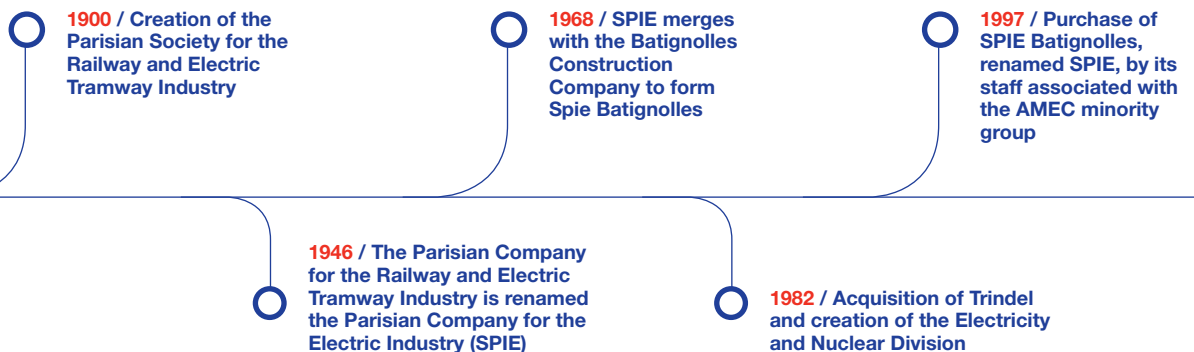 1900 / Creation of the
Parisian Society for the
Railway and Electric
Tramway Industry
1946 / The Parisian Company
for the Railway and Electric
Tramway Industry is renamed
the Parisian Company for the
Electric Industry (SPIE)
1968 / SPIE merges
with the Batignolles
Construction
Company to form
Spie Batignolles
1982 / Acquisition of Trindel
and creation of the Electricity
and Nuclear Division
1997 / Purchase of
SPIE Batignolles,
renamed SPIE, by its
staff associated with
the AMEC minority
group